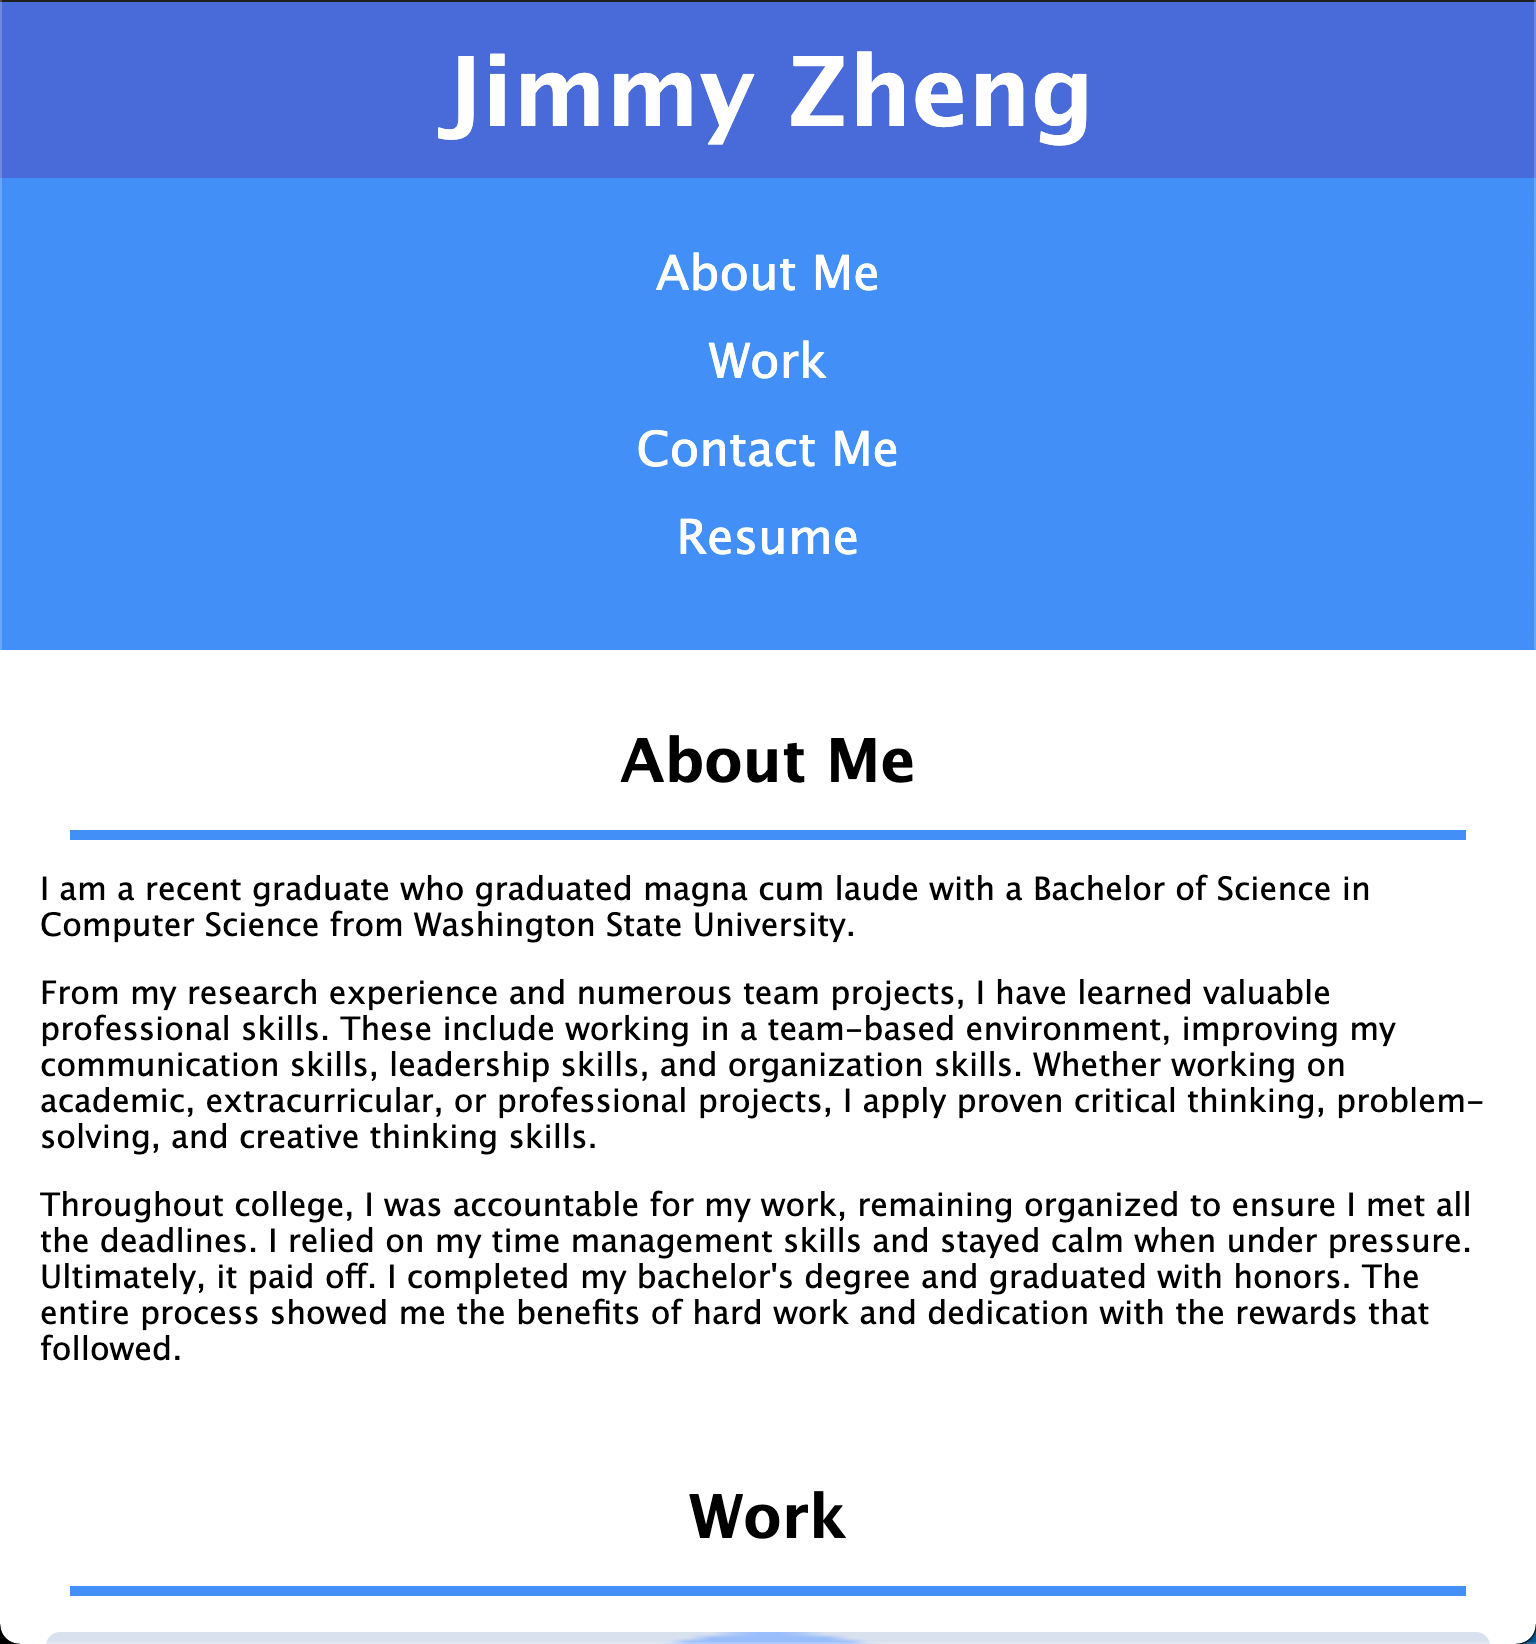 Jimmy Zheng
About Me
Work
Contact Me
Resume
About Me
I am a recent graduate who graduated magna cum laude with a Bachelor of Science in
Computer Science from Washington State University.
From my research experience and numerous team projects, I have learned valuable
professional skills. These include working in a team-based environment, improving my
communication skills, leadership skills, and organization skills. Whether working on
academic, extracurricular, or professional projects, I apply proven critical thinking, problem-
solving, and creative thinking skills.
Throughout college, I was accountable for my work, remaining organized to ensure I met all
the deadlines. I relied on my time management skills and stayed calm when under pressure.
Ultimately, it paid off. I completed my bachelor's degree and graduated with honors. The
entire process showed me the benefits of hard work and dedication with the rewards that
followed.
Work